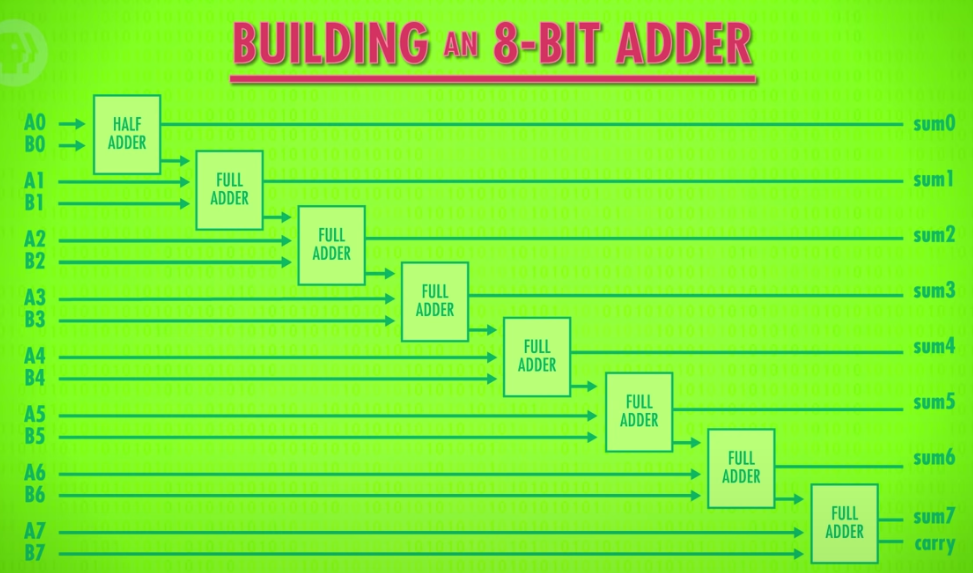 BUILDING AN 8-BIT ADDER
A0
B0
HALF
ADDER
sum0
A1
B1
FULL
ADDER
sum1
A2
B2
FULL
ADDER
sum2
A3
B3
FULL
ADDER
sum3
A4
B4
FULL
ADDER
sum4
A5
B5
FULL
ADDER
sum5
A6
B6
FULL
ADDER
sum6
A7
B7
FULL
ADDER
sum7
carry